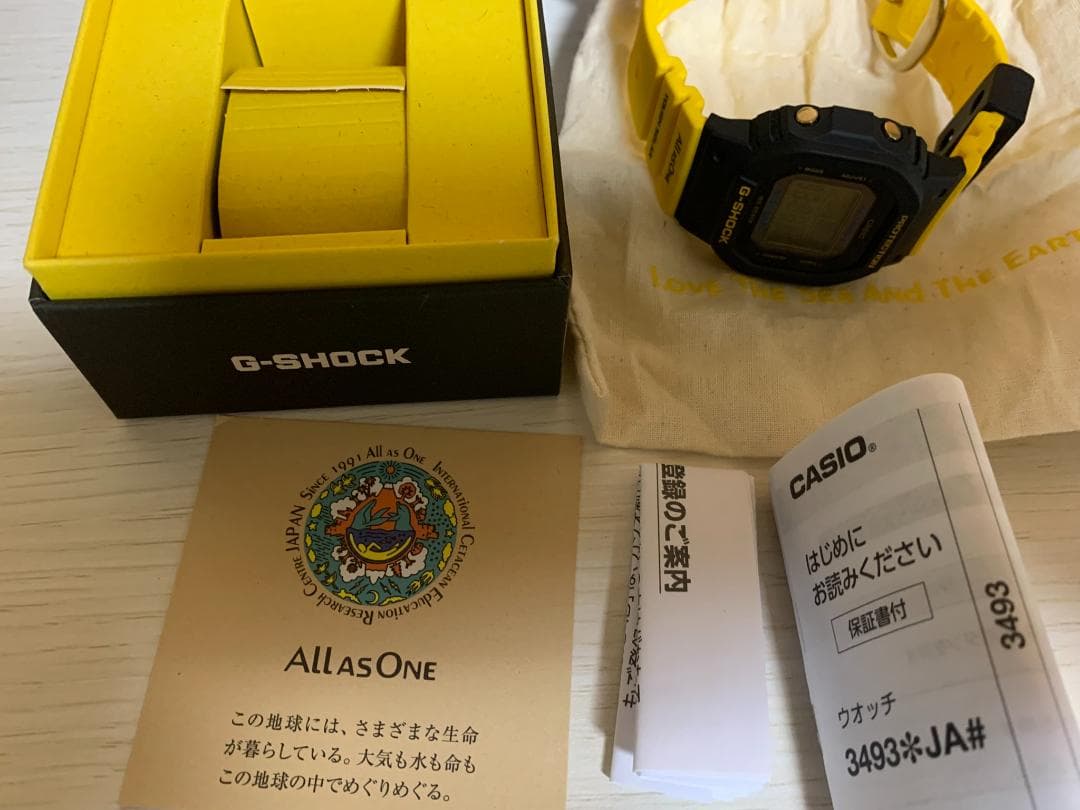 G-SHOCK
All as One
G-SHOCK
PROTECTION
LOVE THE SEA AND THE EARTH
SINCE 1991 ALL AS ONE INTERNATIONAL CETACEAN EDUCATION RESEARCH CENTRE JAPAN
ALL AS ONE
この地球には、さまざまな生命
が暮らしている。大気も水も命も
この地球の中でめぐりめぐる。
登録のご案内
CASIO®
はじめに
お読みください
保証書付
3493
ウオッチ
3493✻JA#